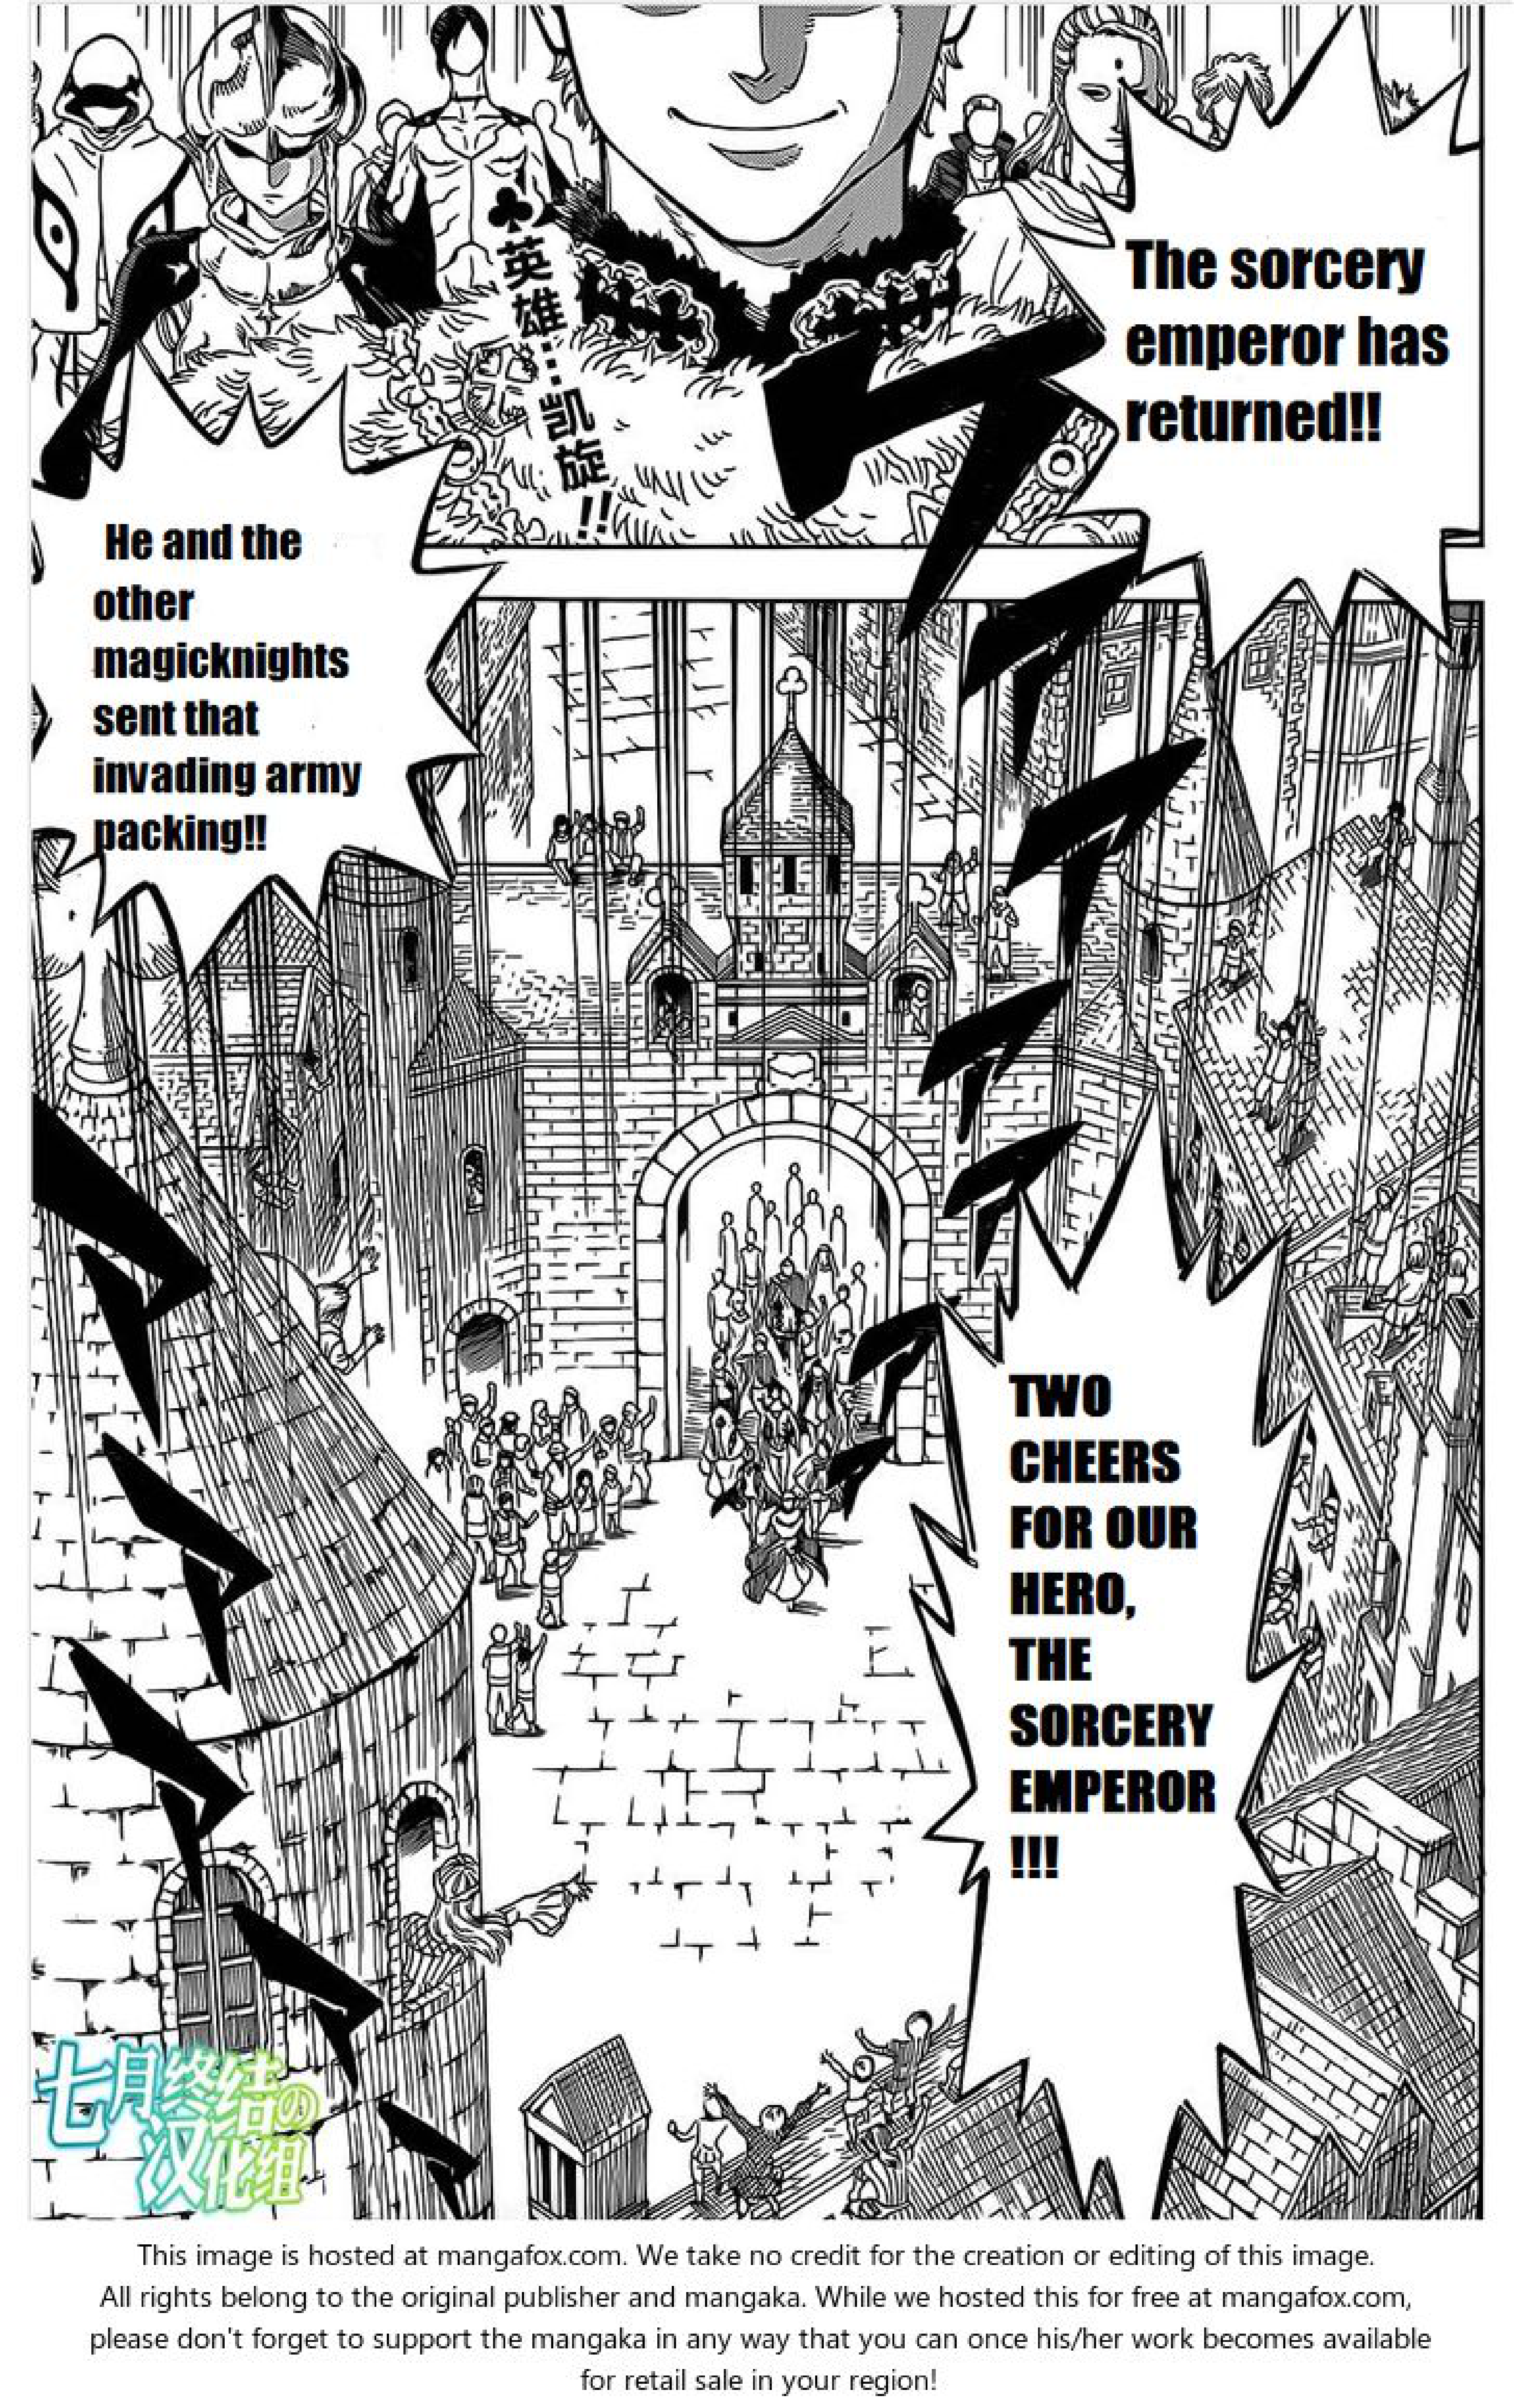 The sorcery
emperor has
returned!!
♣英雄…凯旋!!
He and the
other
magicknights
sent that
invading army
packing!!
TWO
CHEERS
FOR OUR
HERO,
THE
SORCERY
EMPEROR
!!!
七月终结の
汉化组
This image is hosted at mangafox.com. We take no credit for the creation or editing of this image.
All rights belong to the original publisher and mangaka. While we hosted this for free at mangafox.com,
please don't forget to support the mangaka in any way that you can once his/her work becomes available
for retail sale in your region!